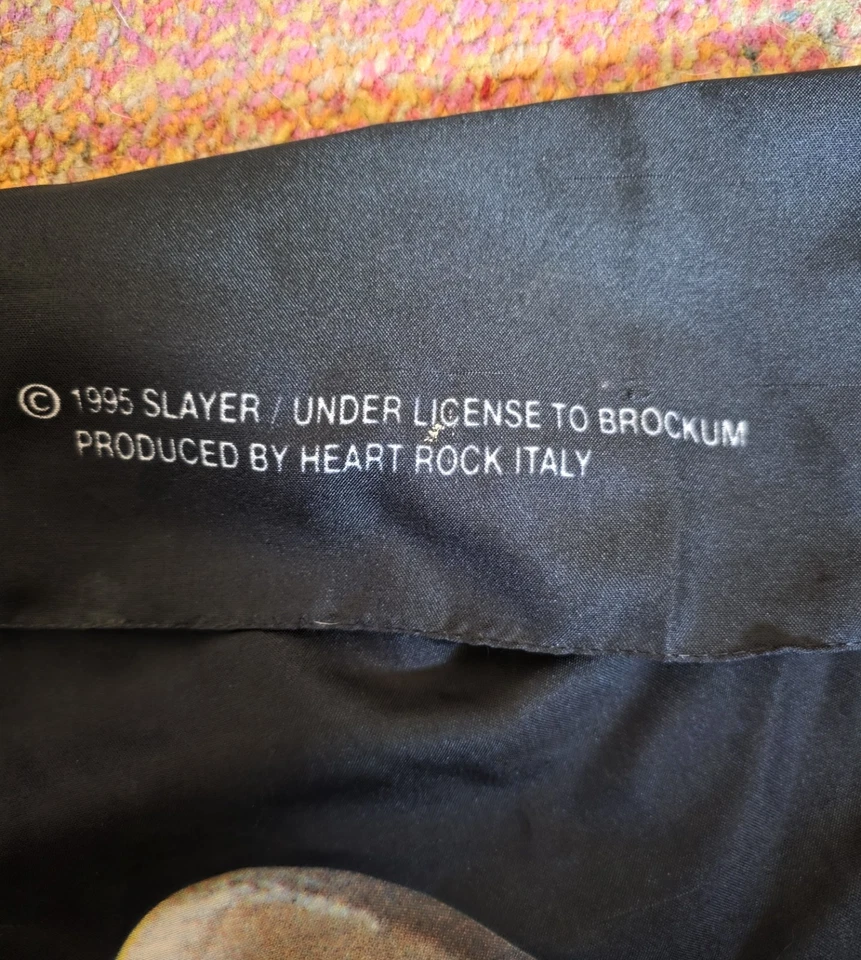 © 1995 SLAYER / UNDER LICENSE TO BROCKUM
PRODUCED BY HEART ROCK ITALY